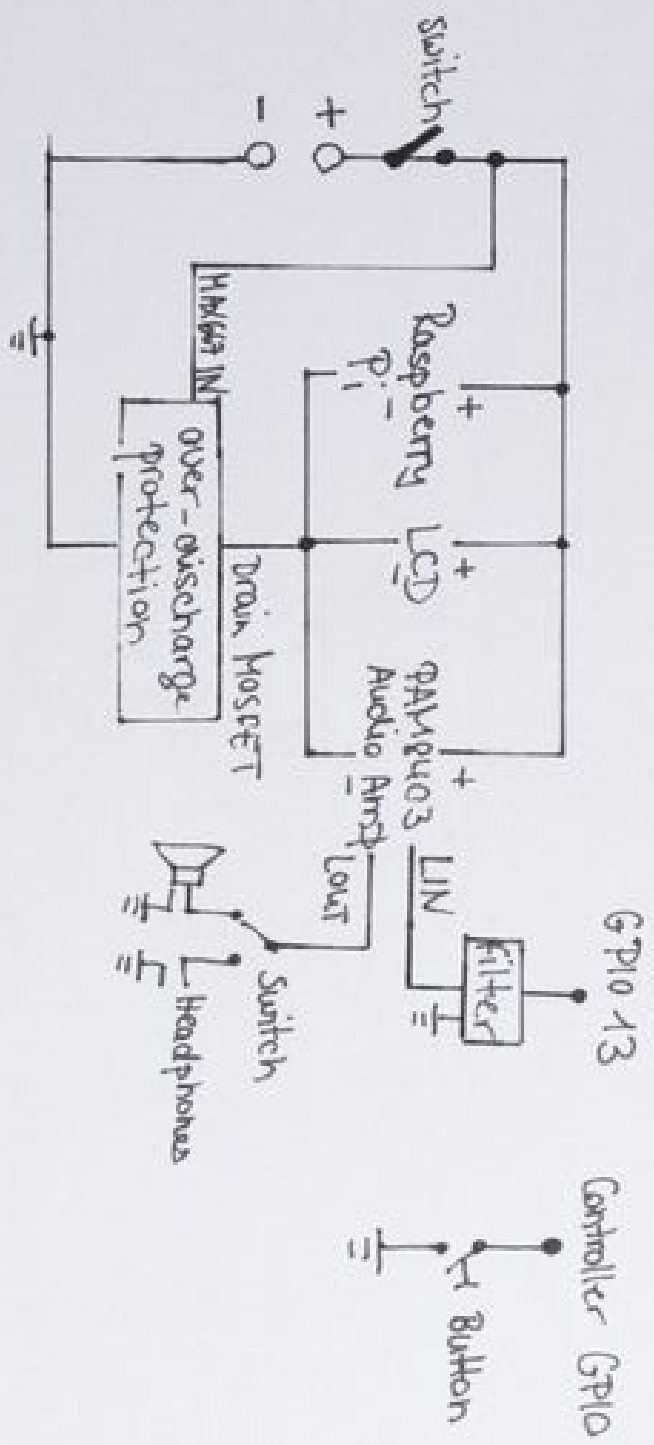 switch
+
-
Raspberry
Pi
+
-
LCD
+
-
PAM8403
Audio Amp
+
-
LIN
Filter
GPIO 13
LOUT
Switch
Headphones
Controller GPIO
Button
IN
Drain MOSFET
over-discharge
protection